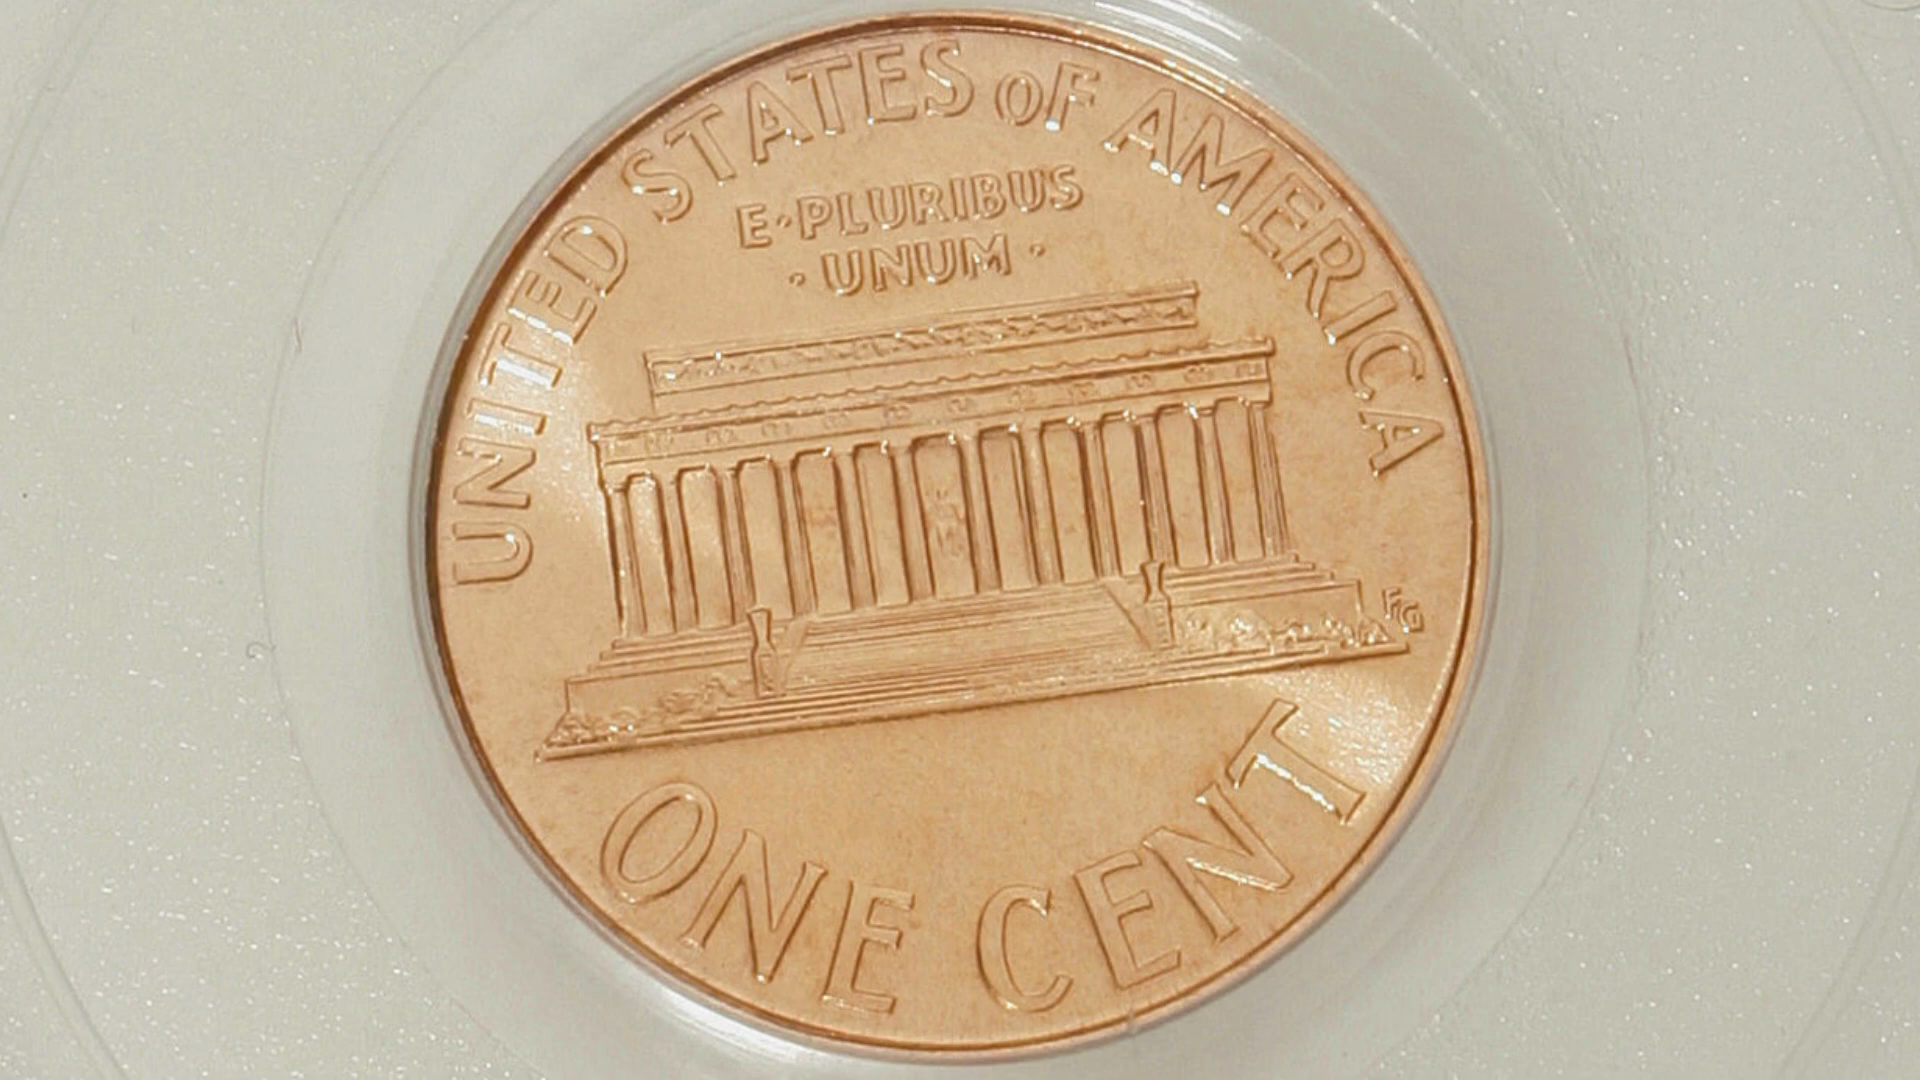 UNITED STATES OF AMERICA
E·PLURIBUS
·UNUM·
FG
ONE CENT